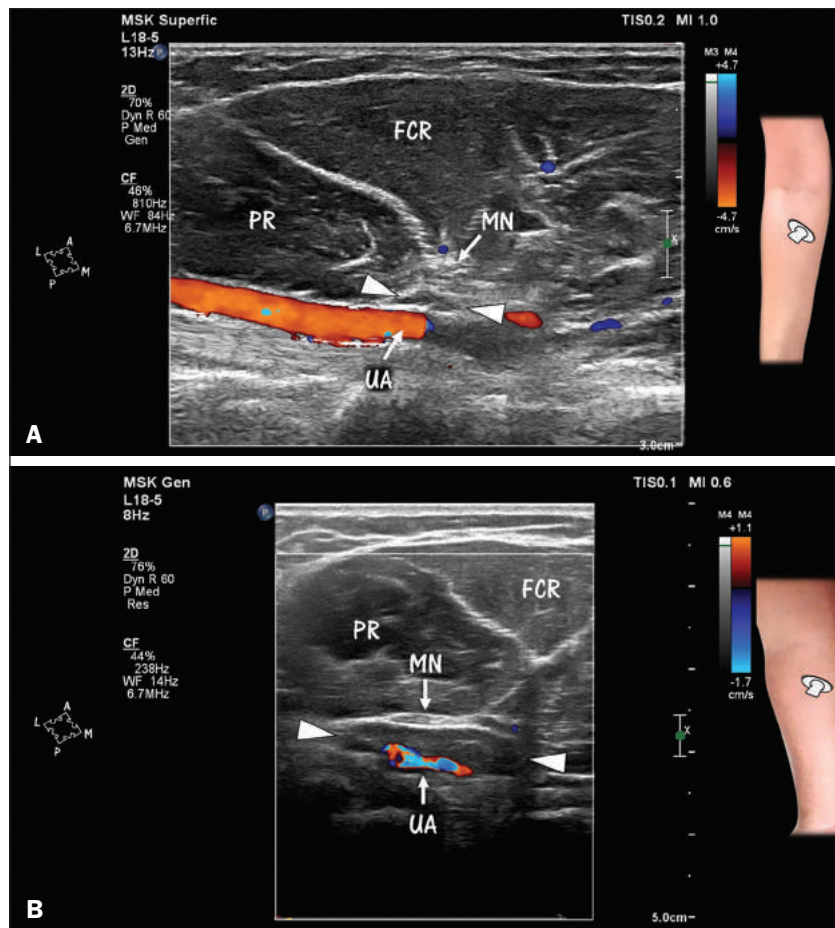 MSK Superfic
TIS0.2 MI 1.0
L18-5
13Hz
P
M3 M4
+4.7
2D
70%
Dyn R 60
P Med
Gen
FCR
CF
46%
810Hz
WF 84Hz
6.7MHz
-4.7
cm/s
PR
MN
x
A
L
M
P
UA
A
3.0cm
MSK Gen
TIS0.1 MI 0.6
L18-5
8Hz
P
M4 M4
+1.1
2D
76%
Dyn R 60
P Med
Res
FCR
PR
CF
44%
238Hz
WF 14Hz
6.7MHz
MN
-1.7
cm/s
A
L
M
P
x
UA
B
5.0cm